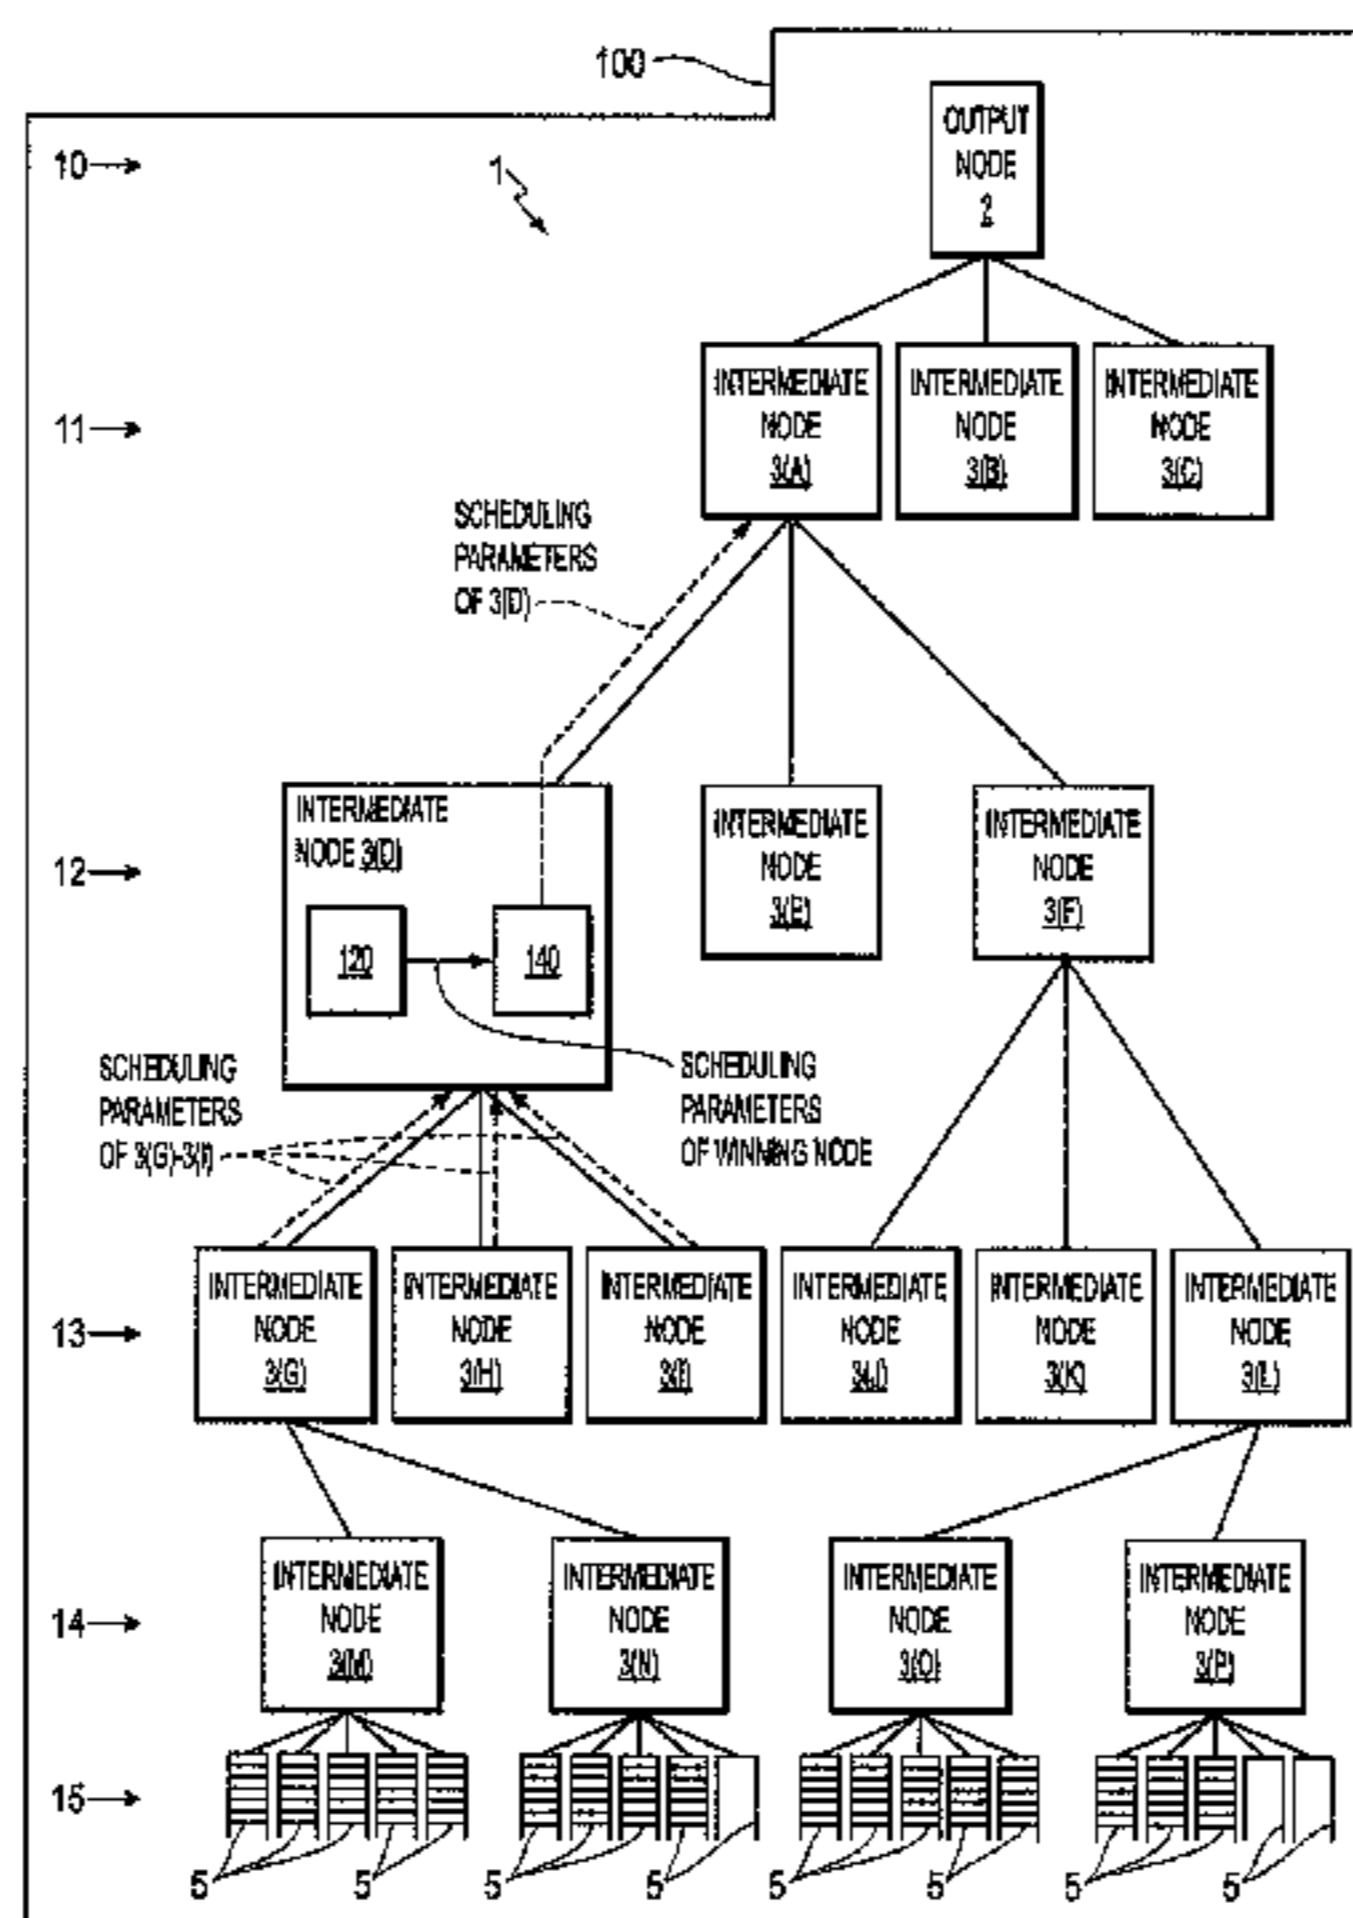 100
OUTPUT
NODE
2
10
1
INTERMEDIATE
NODE
3(A)
INTERMEDIATE
NODE
3(B)
INTERMEDIATE
NODE
3(C)
11
SCHEDULING
PARAMETERS
OF 3(D)
INTERMEDIATE
NODE 3(D)
120
140
INTERMEDIATE
NODE
3(E)
INTERMEDIATE
NODE
3(F)
12
SCHEDULING
PARAMETERS
OF 3(G)-3(I)
SCHEDULING
PARAMETERS
OF WINNING NODE
INTERMEDIATE
NODE
3(G)
INTERMEDIATE
NODE
3(H)
INTERMEDIATE
NODE
3(I)
INTERMEDIATE
NODE
3(J)
INTERMEDIATE
NODE
3(K)
INTERMEDIATE
NODE
3(L)
13
INTERMEDIATE
NODE
3(M)
INTERMEDIATE
NODE
3(N)
INTERMEDIATE
NODE
3(O)
INTERMEDIATE
NODE
3(P)
14
15
5 5 5 5 5 5 5 5